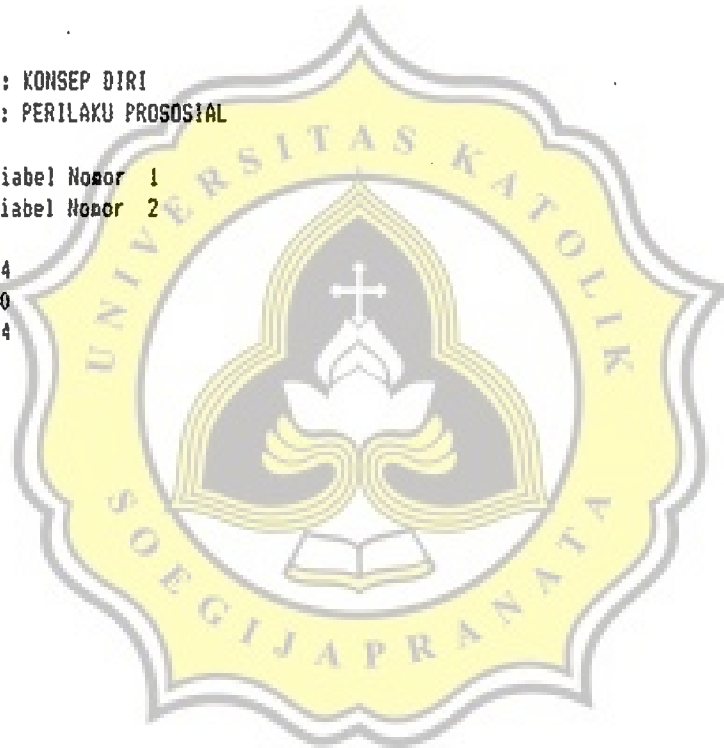 : KONSEP DIRI
: PERILAKU PROSOSIAL
iabel Nomor 1
iabel Nomor 2
4
0
4
UNIVERSITAS KATOLIK
SOEGIJAPRANATA